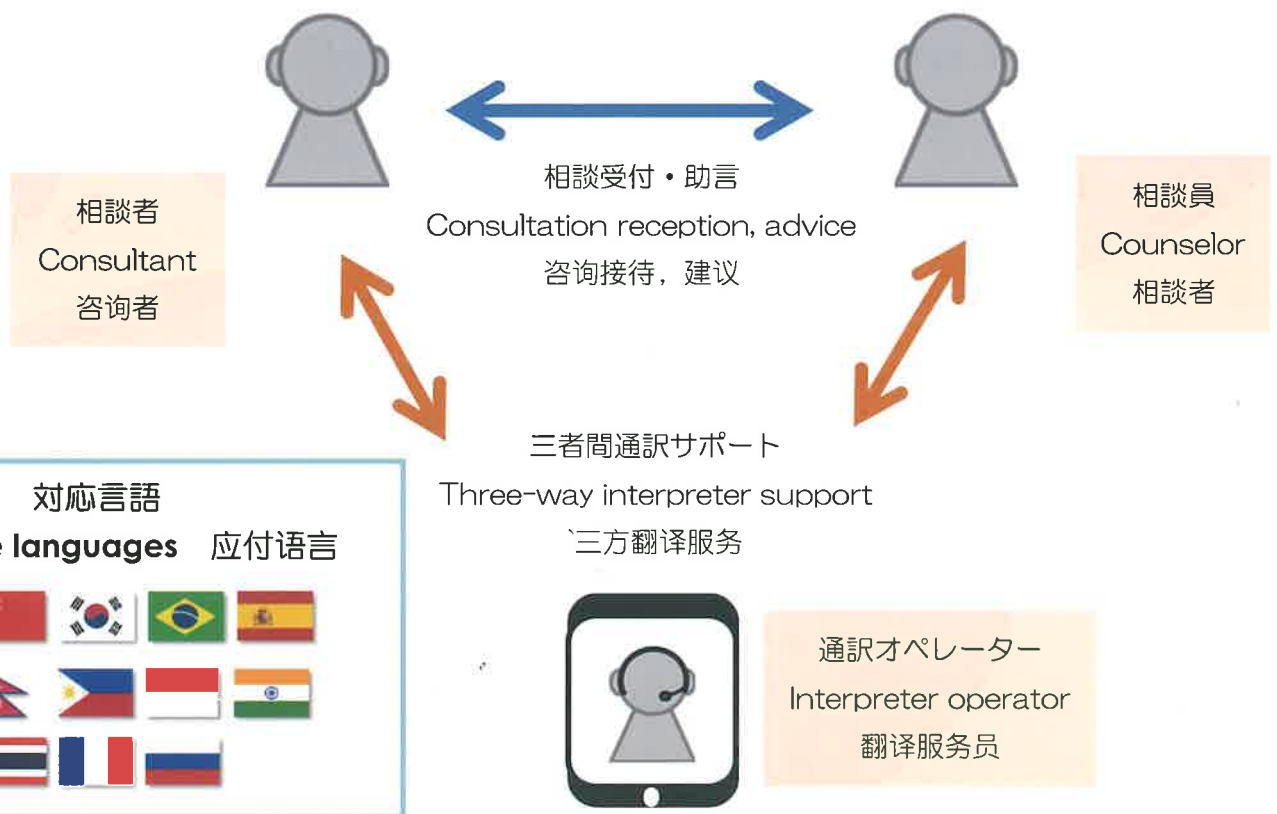 相談者
Consultant
咨询者
相談受付・助言
Consultation reception, advice
咨询接待，建议
相談員
Counselor
相談者
三者間通訳サポート
Three-way interpreter support
三方翻译服务
対応言語
languages 应付语言
通訳オペレーター
Interpreter operator
翻译服务员